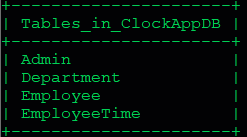 +------------------------+
| Tables_in_ClockAppDB |
+------------------------+
| Admin |
| Department |
| Employee |
| EmployeeTime |
+------------------------+